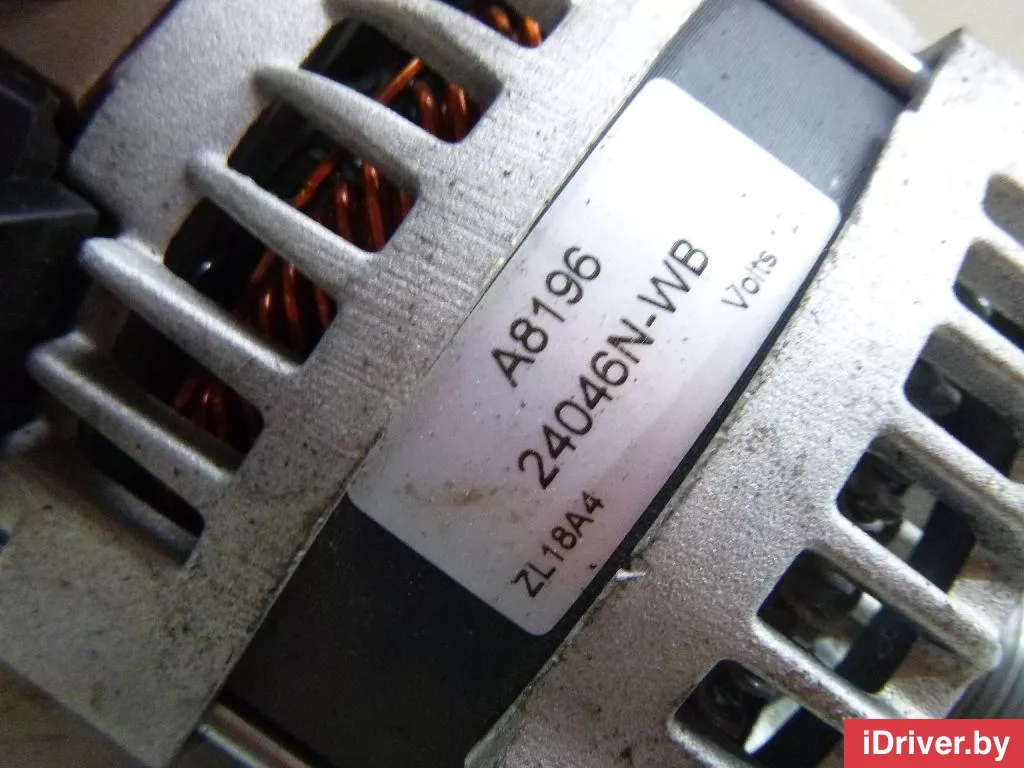 A8196
24046N-WB
Volts
ZL18A4
iDriver.by